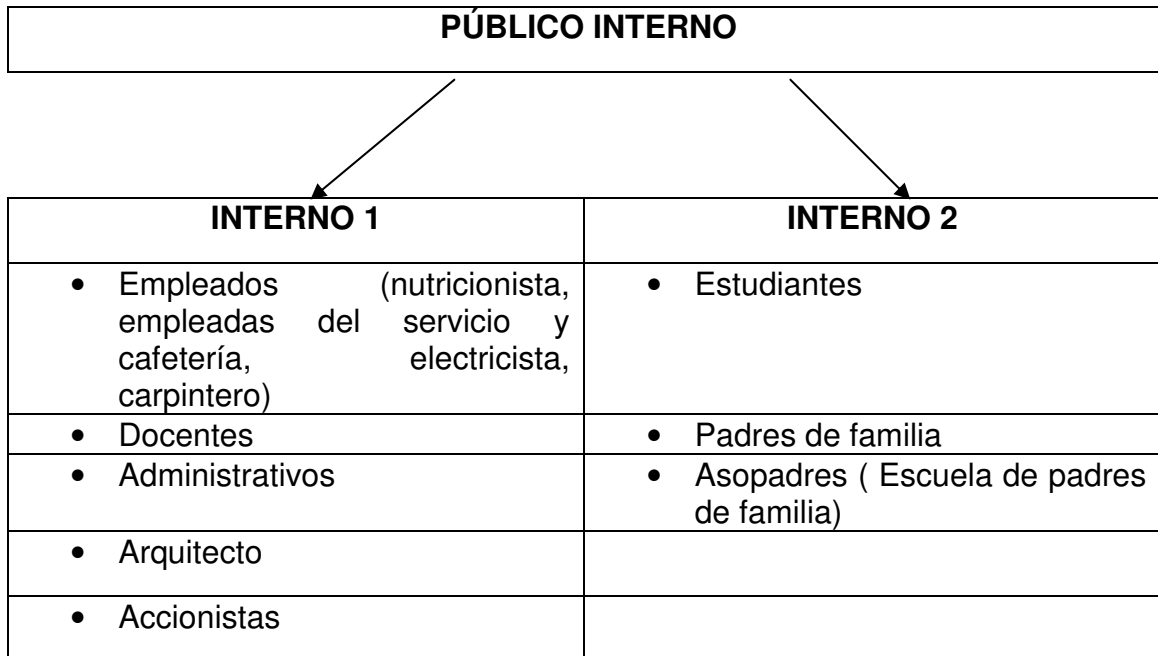 PÚBLICO INTERNO
INTERNO 1
INTERNO 2
• Empleados (nutricionista,
empleadas del servicio y
cafetería, electricista,
carpintero)
• Estudiantes
• Docentes
• Padres de familia
• Administrativos
• Asopadres ( Escuela de padres
de familia)
• Arquitecto
• Accionistas